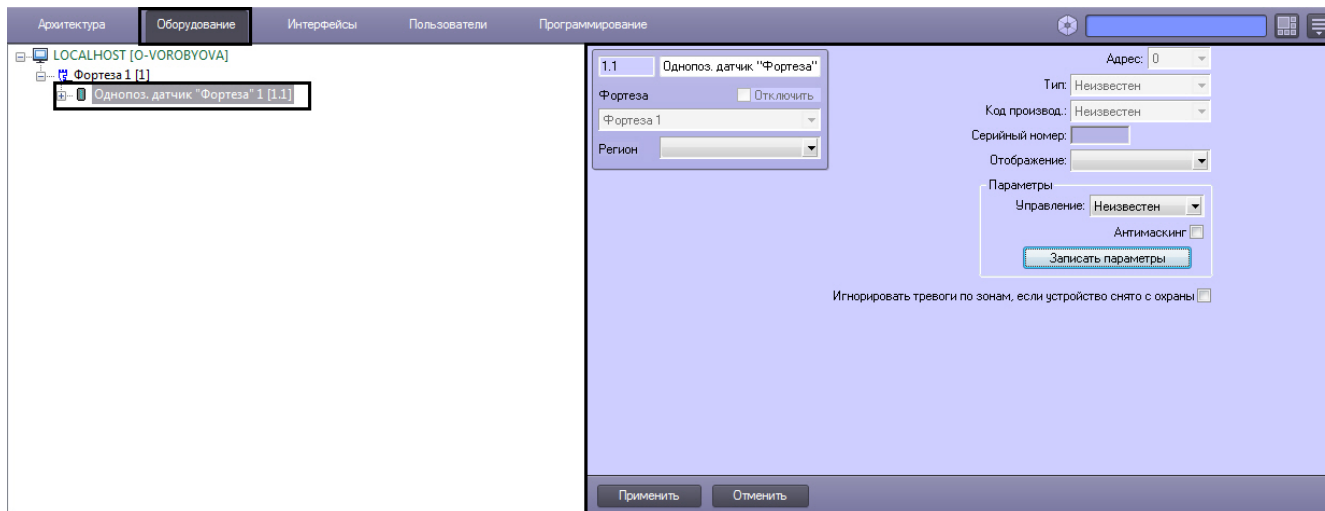 Архитектура Оборудование Интерфейсы Пользователи Программирование
LOCALHOST [O-VOROBYOVA]
Фортеза 1 [1]
Однопоз. датчик "Фортеза" 1 [1.1]
1.1 Однопоз. датчик "Фортеза"
Фортеза Отключить
Фортеза 1
Регион
Адрес: 0
Тип: Неизвестен
Код производ.: Неизвестен
Серийный номер:
Отображение:
Параметры
Управление: Неизвестен
Антимаскинг
Записать параметры
Игнорировать тревоги по зонам, если устройство снято с охраны
Применить Отменить